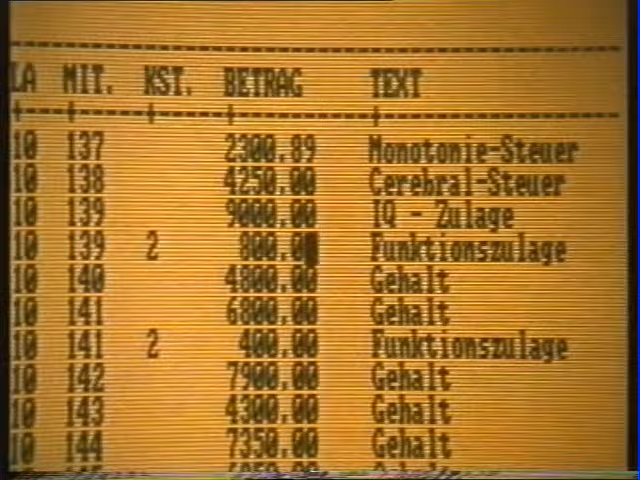 LA MIT. KST. BETRAG TEXT
10 137 2300.89 Monotonie-Steuer
10 138 4250.00 Cerebral-Steuer
10 139 9000.00 IQ - Zulage
10 139 2 800.0 Funktionszulage
10 140 4800.00 Gehalt
10 141 6800.00 Gehalt
10 141 2 400.00 Funktionszulage
10 142 7900.00 Gehalt
10 143 4300.00 Gehalt
10 144 7350.00 Gehalt